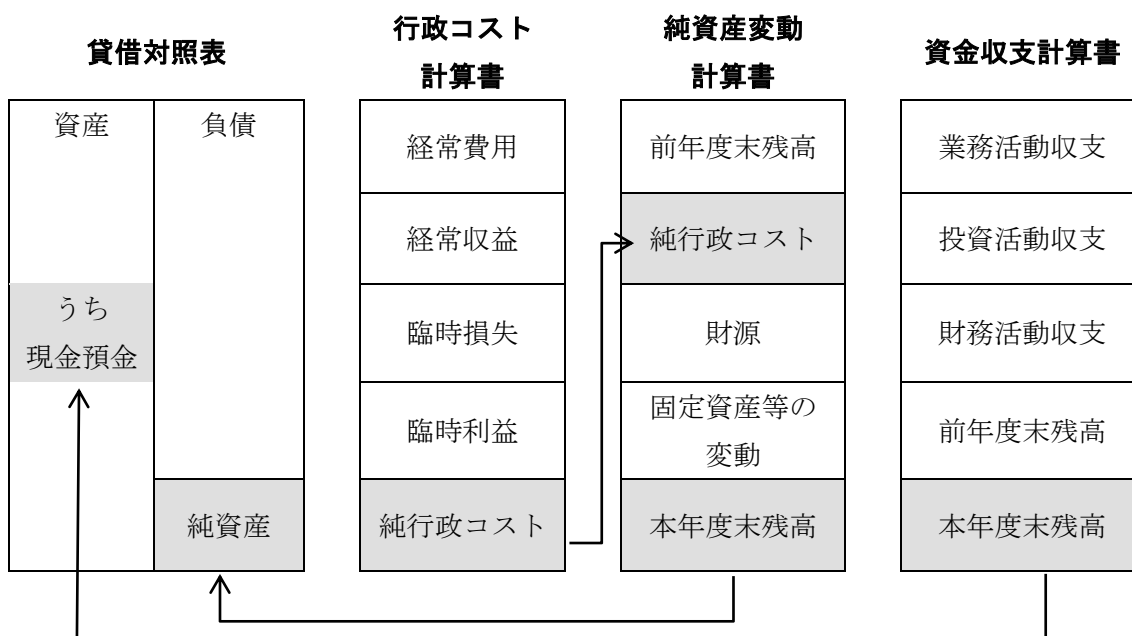 貸借対照表
行政コスト
計算書
純資産変動
計算書
資金収支計算書
資産
負債
うち
現金預金
純資産
経常費用
経常収益
臨時損失
臨時利益
純行政コスト
前年度末残高
純行政コスト
財源
固定資産等の
変動
本年度末残高
業務活動収支
投資活動収支
財務活動収支
前年度末残高
本年度末残高